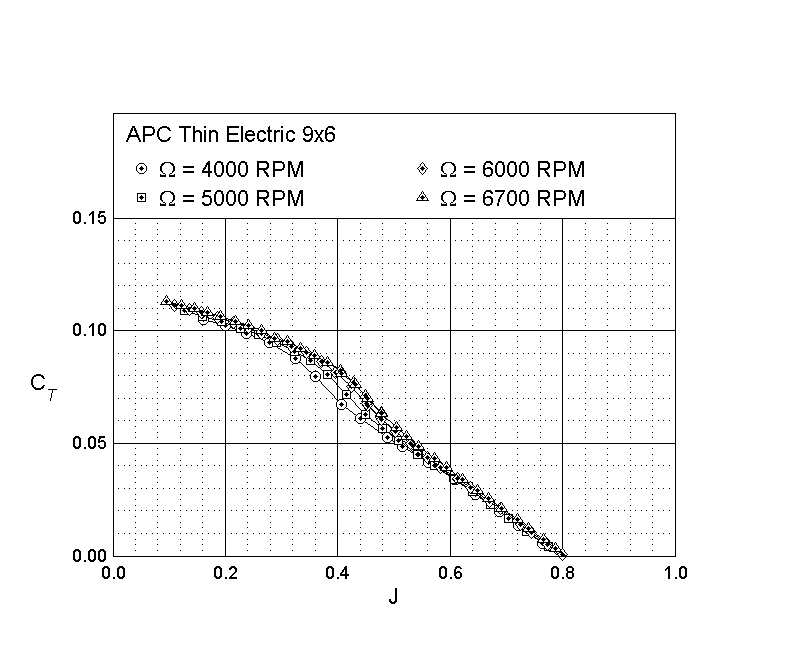 APC Thin Electric 9x6
Ω = 4000 RPM
Ω = 6000 RPM
Ω = 5000 RPM
Ω = 6700 RPM
0.15
0.10
C_T
0.05
0.00
0.0 0.2 0.4 0.6 0.8 1.0
J